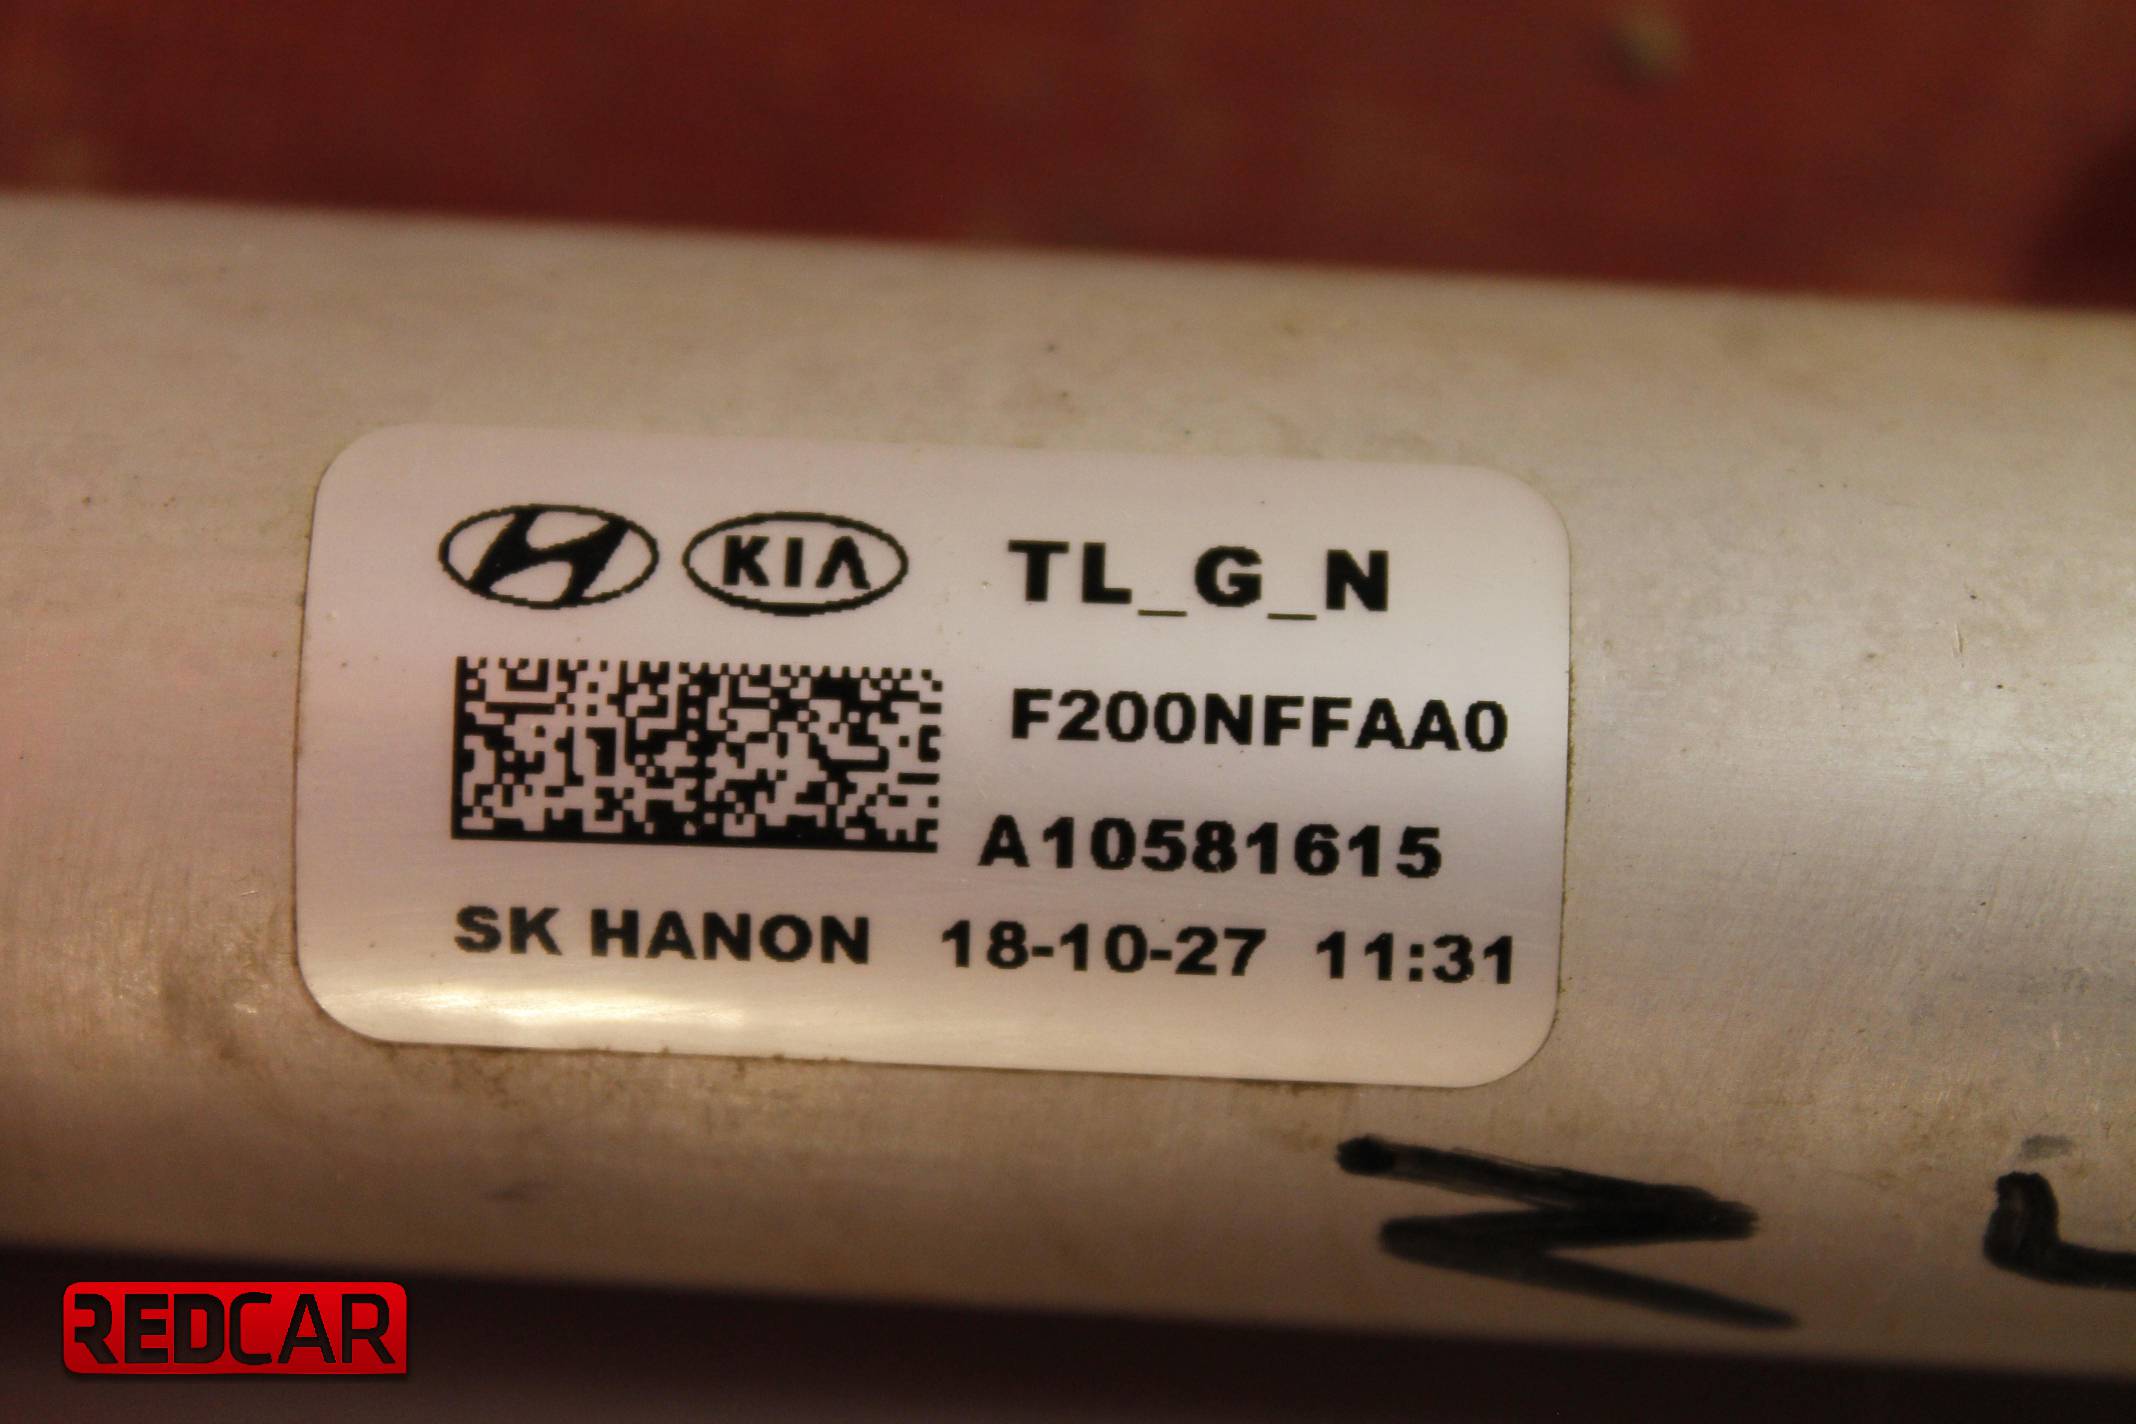 KIA TL_G_N
F200NFFAA0
A10581615
SK HANON 18-10-27 11:31
REDCAR